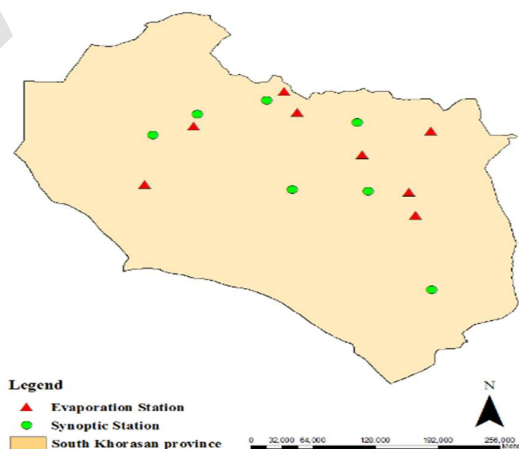 Legend
Evaporation Station
Synoptic Station
South Khorasan province
N
0 32,000 64,000 128,000 192,000 256,000